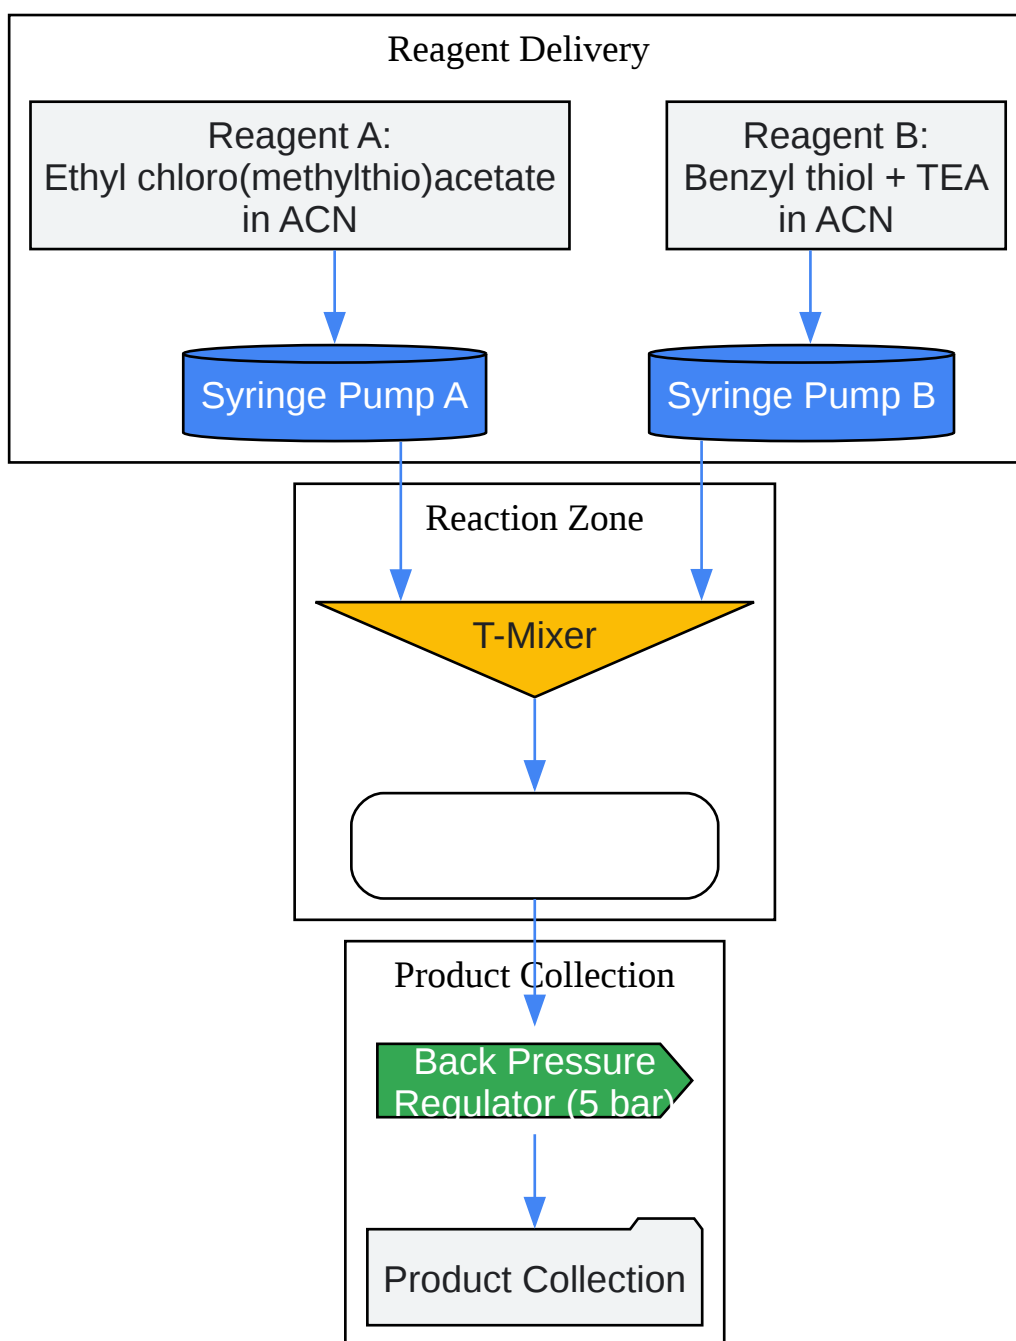 Reagent Delivery
Reagent A:
Ethyl chloro(methylthio)acetate
in ACN
Reagent B:
Benzyl thiol + TEA
in ACN
Syringe Pump A
Syringe Pump B
Reaction Zone
T-Mixer
Product Collection
Back Pressure
Regulator (5 bar)
Product Collection